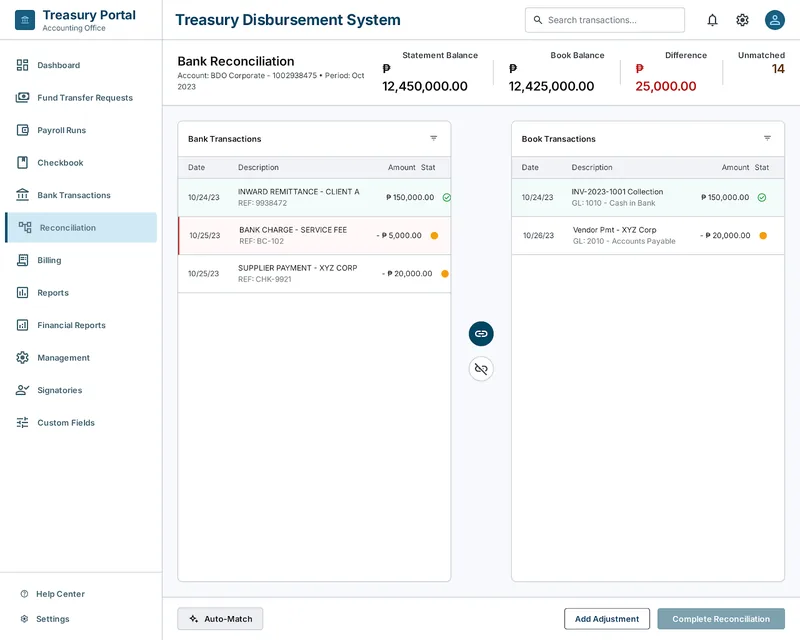 Treasury Portal
Accounting Office
Dashboard
Fund Transfer Requests
Payroll Runs
Checkbook
Bank Transactions
Reconciliation
Billing
Reports
Financial Reports
Management
Signatories
Custom Fields
Help Center
Settings
Treasury Disbursement System
Search transactions...
Bank Reconciliation
Account: BDO Corporate - 1002938475 • Period: Oct
2023
Statement Balance
₱
12,450,000.00
Book Balance
₱
12,425,000.00
Difference
₱
25,000.00
Unmatched
14
Bank Transactions
Date Description Amount Stat
10/24/23 INWARD REMITTANCE - CLIENT A ₱ 150,000.00
REF: 9938472
10/25/23 BANK CHARGE - SERVICE FEE - ₱ 5,000.00
REF: BC-102
10/25/23 SUPPLIER PAYMENT - XYZ CORP - ₱ 20,000.00
REF: CHK-9921
Book Transactions
Date Description Amount Stat
10/24/23 INV-2023-1001 Collection ₱ 150,000.00
GL: 1010 - Cash in Bank
10/26/23 Vendor Pmt - XYZ Corp - ₱ 20,000.00
GL: 2010 - Accounts Payable
Auto-Match
Add Adjustment
Complete Reconciliation